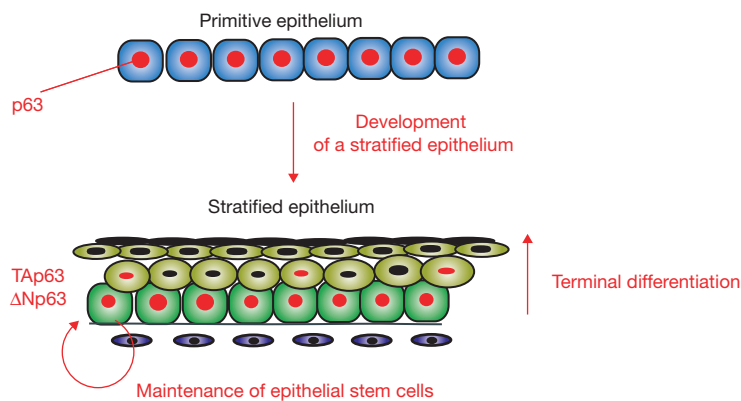 Primitive epithelium
p63
Development
of a stratified epithelium
Stratified epithelium
TAp63
ΔNp63
Terminal differentiation
Maintenance of epithelial stem cells